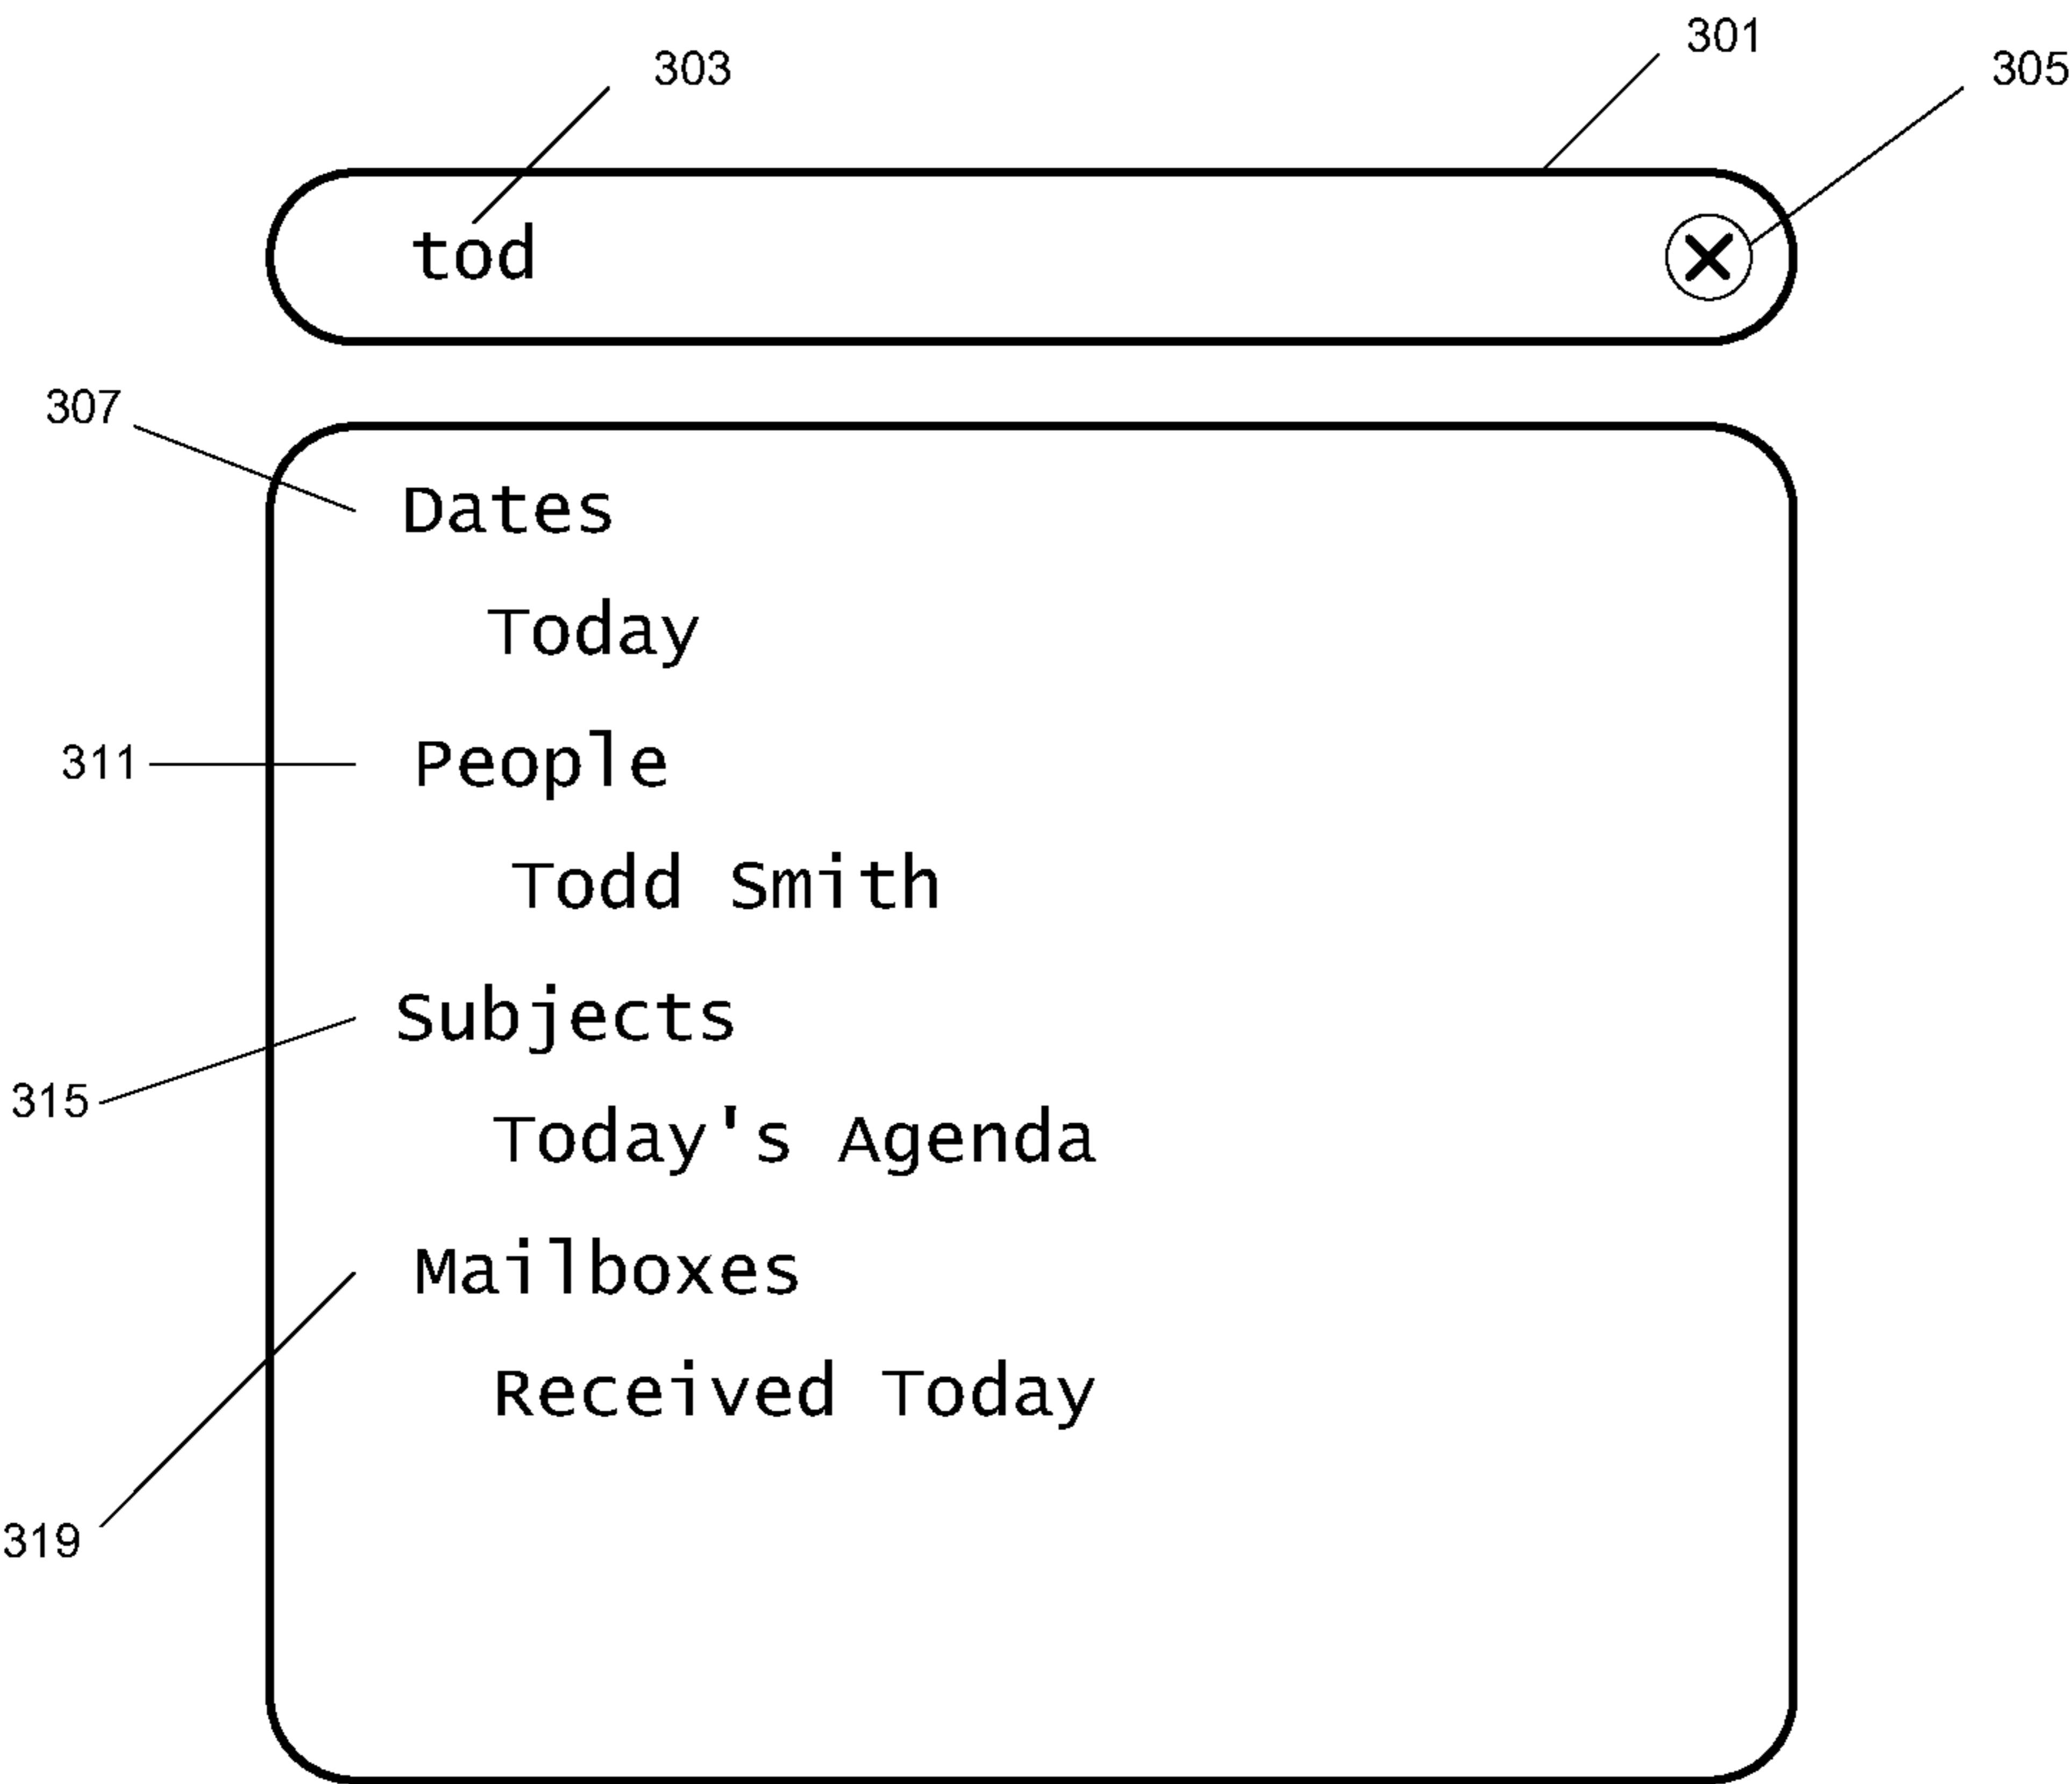 301
303
305
tod
307
Dates
Today
311 People
Todd Smith
Subjects
315
Today's Agenda
Mailboxes
Received Today
319